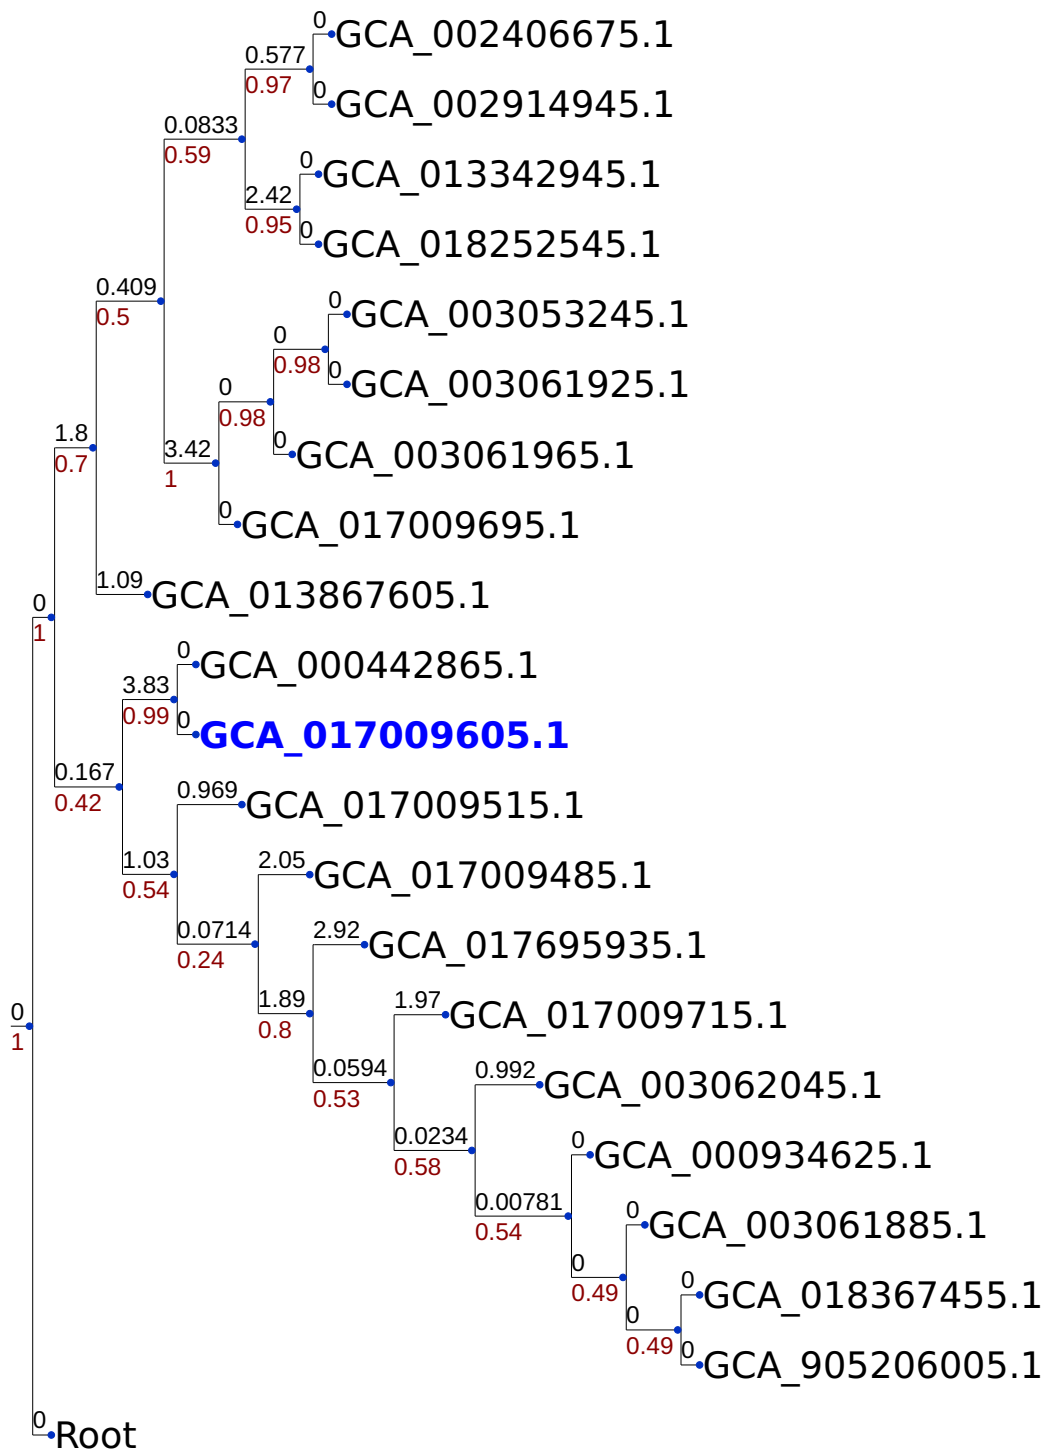 0
GCA_002406675.1
0.577
0.97
0
GCA_002914945.1
0.0833
0.59
0
GCA_013342945.1
2.42
0.95
0
GCA_018252545.1
0.409
0.5
0
GCA_003053245.1
0
0.98
0
GCA_003061925.1
0
0.98
0
GCA_003061965.1
1.8
0.7
3.42
1
0
GCA_017009695.1
1.09
GCA_013867605.1
0
1
0
GCA_000442865.1
3.83
0.99
0
GCA_017009605.1
0.167
0.42
0.969
GCA_017009515.1
1.03
0.54
2.05
GCA_017009485.1
0.0714
0.24
2.92
GCA_017695935.1
0
1
1.89
0.8
1.97
GCA_017009715.1
0.0594
0.53
0.992
GCA_003062045.1
0.0234
0.58
0
GCA_000934625.1
0.00781
0.54
0
GCA_003061885.1
0
0.49
0
GCA_018367455.1
0
0.49
0
GCA_905206005.1
0
Root